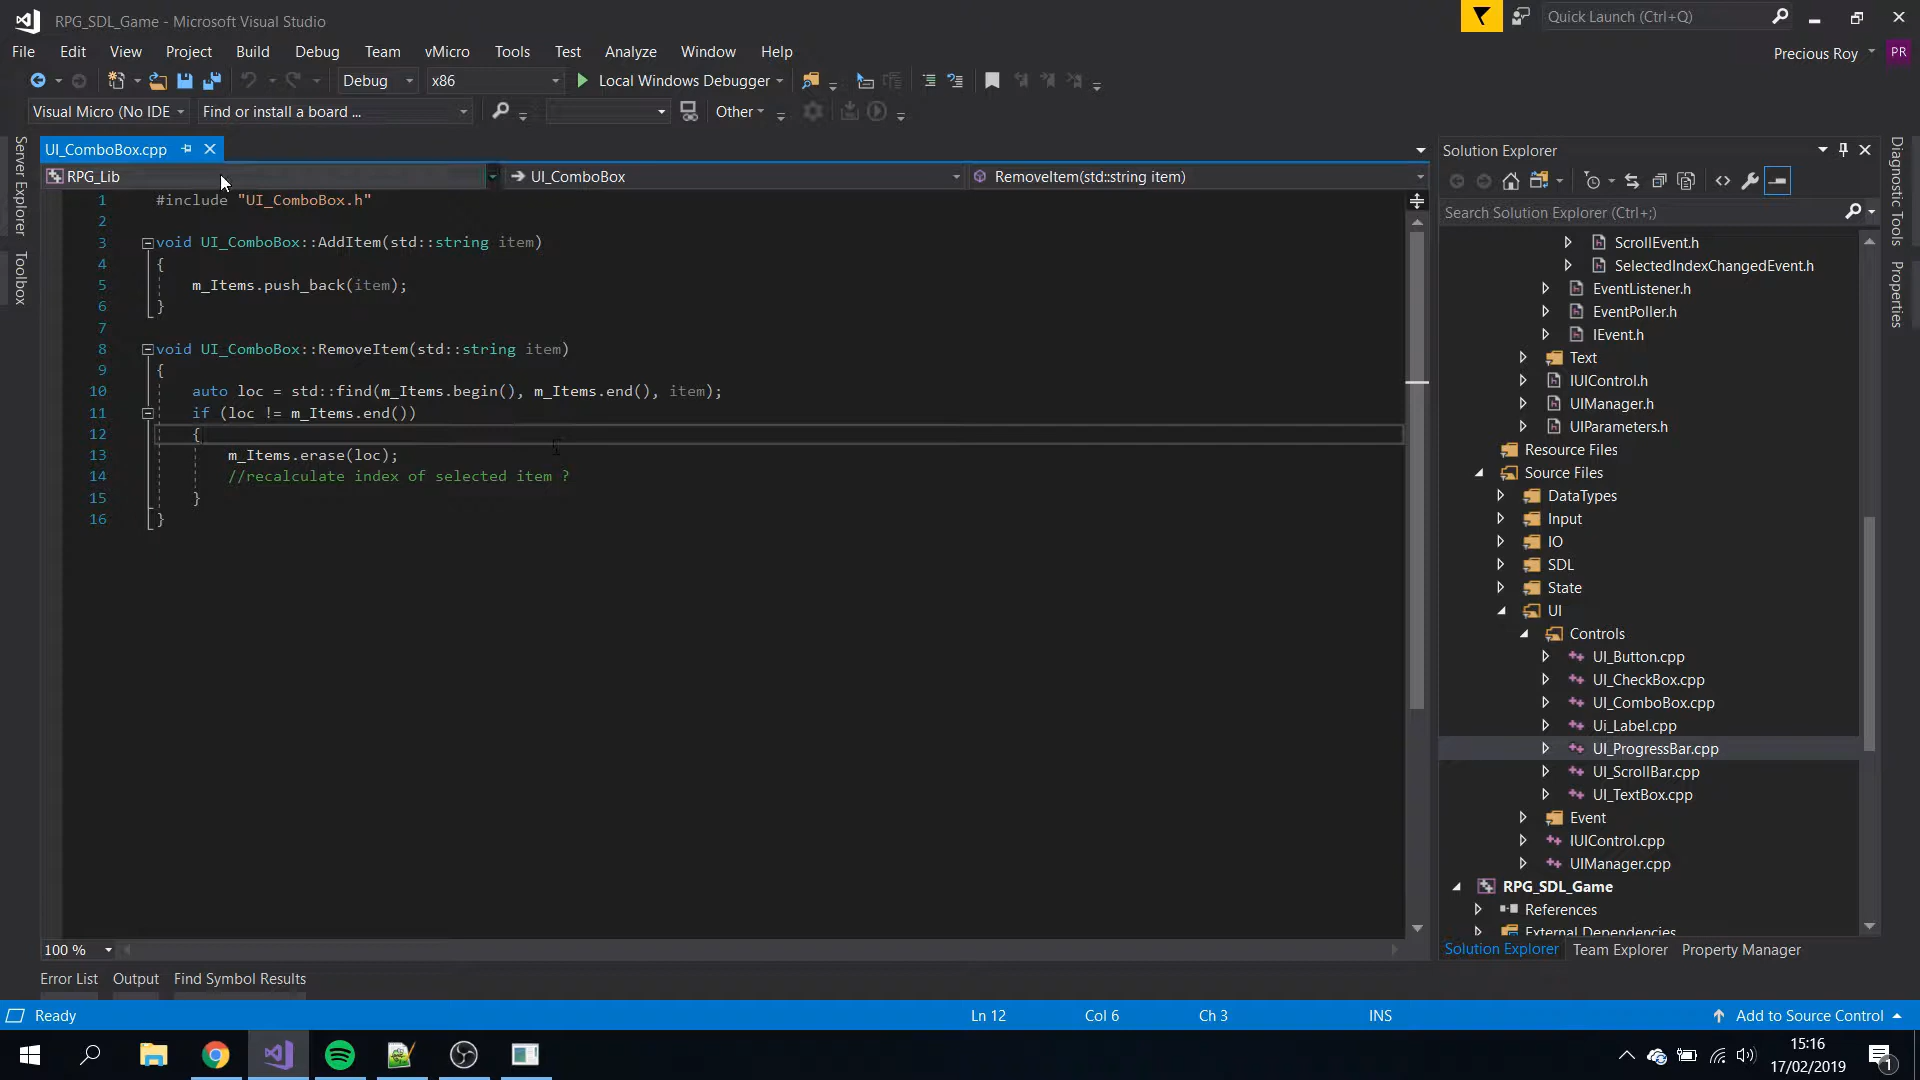 RPG_SDL_Game - Microsoft Visual Studio
Quick Launch (Ctrl+Q)
File Edit View Project Build Debug Team vMicro Tools Test Analyze Window Help
Precious Roy PR
Debug x86 Local Windows Debugger
Visual Micro (No IDE Find or install a board ... Other
Server Explorer
Toolbox
UI_ComboBox.cpp
RPG_Lib UI_ComboBox RemoveItem(std::string item)
1 #include "UI_ComboBox.h"
2
3 void UI_ComboBox::AddItem(std::string item)
4 {
5 m_Items.push_back(item);
6 }
7
8 void UI_ComboBox::RemoveItem(std::string item)
9 {
10 auto loc = std::find(m_Items.begin(), m_Items.end(), item);
11 if (loc != m_Items.end())
12 {
13 m_Items.erase(loc);
14 //recalculate index of selected item ?
15 }
16 }
100 %
Solution Explorer
Search Solution Explorer (Ctrl+;)
ScrollEvent.h
SelectedIndexChangedEvent.h
EventListener.h
EventPoller.h
IEvent.h
Text
IUIControl.h
UIManager.h
UIParameters.h
Resource Files
Source Files
DataTypes
Input
IO
SDL
State
UI
Controls
UI_Button.cpp
UI_CheckBox.cpp
UI_ComboBox.cpp
Ui_Label.cpp
UI_ProgressBar.cpp
UI_ScrollBar.cpp
UI_TextBox.cpp
Event
IUIControl.cpp
UIManager.cpp
RPG_SDL_Game
References
External Dependencies
Solution Explorer Team Explorer Property Manager
Diagnostic Tools
Properties
Error List Output Find Symbol Results
Ready Ln 12 Col 6 Ch 3 INS Add to Source Control
15:16
17/02/2019
1